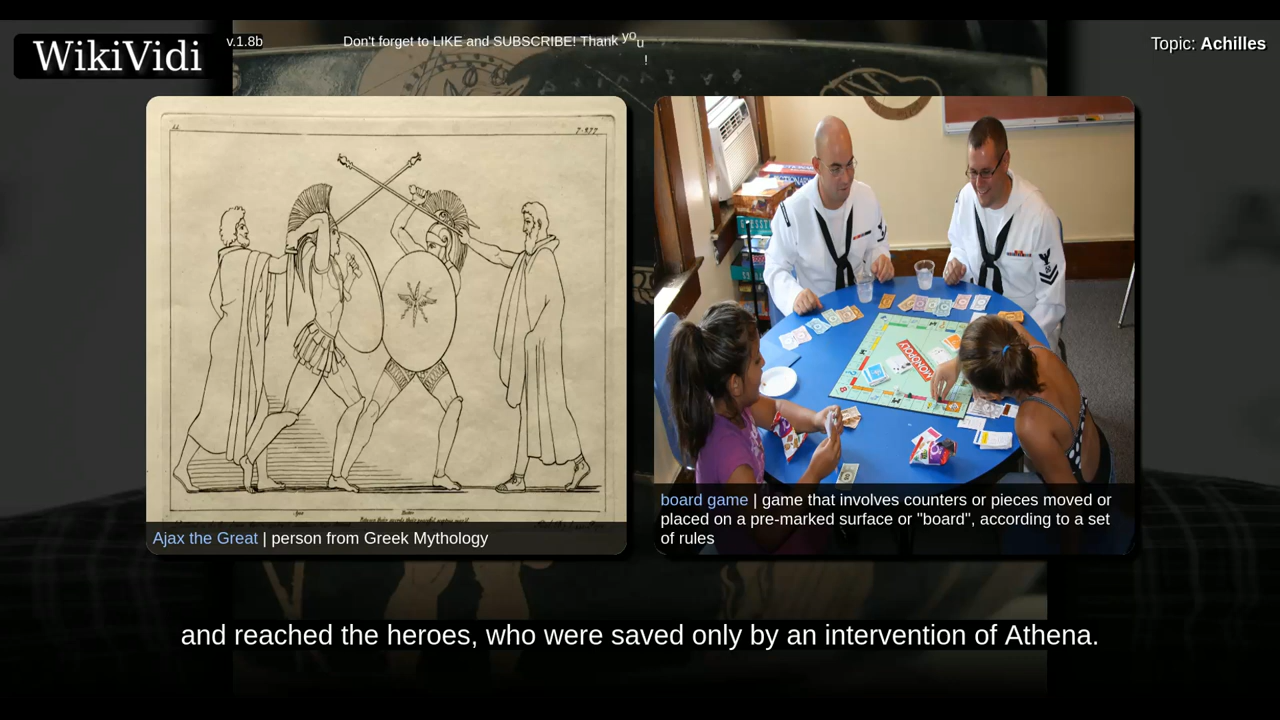 WikiVidi
v.1.8b
Don't forget to LIKE and SUBSCRIBE! Thank you!
Topic: Achilles
MONOPOLY
Ajax the Great | person from Greek Mythology
board game | game that involves counters or pieces moved or
placed on a pre-marked surface or "board", according to a set
of rules
and reached the heroes, who were saved only by an intervention of Athena.